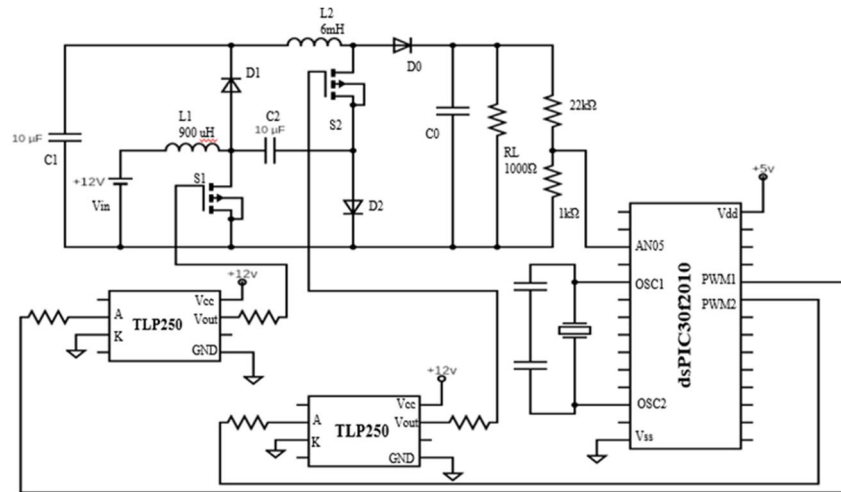 L2
6mH
D1
D0
L1
900 uH
C2
10 μF
S2
22kΩ
10 μF
C1
C0
RL
1000Ω
+12V
S1
Vin
D2
1kΩ
+5v
Vdd
AN05
OSC1
PWM1
PWM2
dsPIC30f2010
OSC2
Vss
+12v
Vcc
A
TLP250
Vout
K
GND
+12v
Vcc
A
TLP250
Vout
K
GND